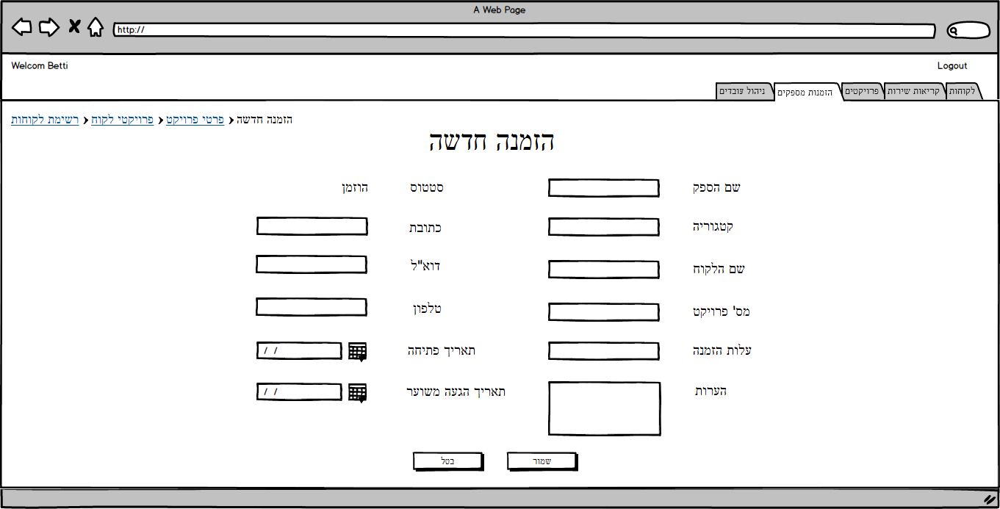 A Web Page
http://
Welcom Betti
Logout
לקוחות
קריאות שירות
פרויקטים
הזמנות מספקים
ניהול עובדים
רשימת לקוחות > פרויקטי לקוח > פרטי פרויקט > הזמנה חדשה
הזמנה חדשה
שם הספק
סטטוס
הוזמן
קטגוריה
כתובת
שם הלקוח
דוא"ל
מס' פרויקט
טלפון
עלות הזמנה
תאריך פתיחה
/ /
הערות
תאריך הגעה משוער
/ /
שמור
בטל